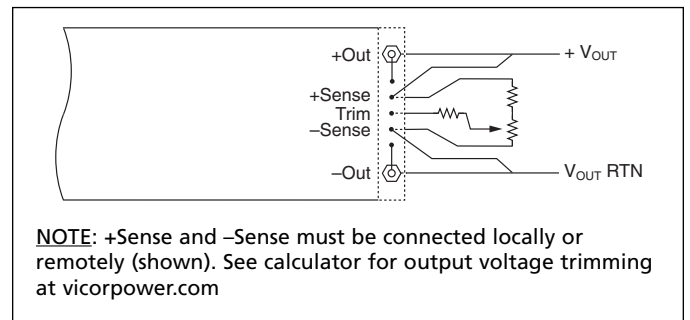 +Out
+ VOUT
+Sense
Trim
–Sense
–Out
VOUT RTN
NOTE: +Sense and –Sense must be connected locally or
remotely (shown). See calculator for output voltage trimming
at vicorpower.com